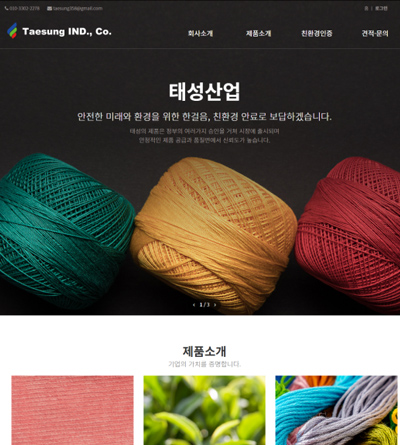 taesung358@gmail.com
홈 | 로그인
Taesung IND., Co.
회사소개 제품소개 친환경인증 견적·문의
태성산업
안전한 미래와 환경을 위한 한걸음, 친환경 안료로 보답하겠습니다.
태성의 제품은 정부의 여러가지 승인을 거쳐 시장에 출시되며
안정적인 제품 공급과 품질면에서 신뢰도가 높습니다.
‹ 1 / 3 ›
제품소개
기업의 가치를 증명합니다.